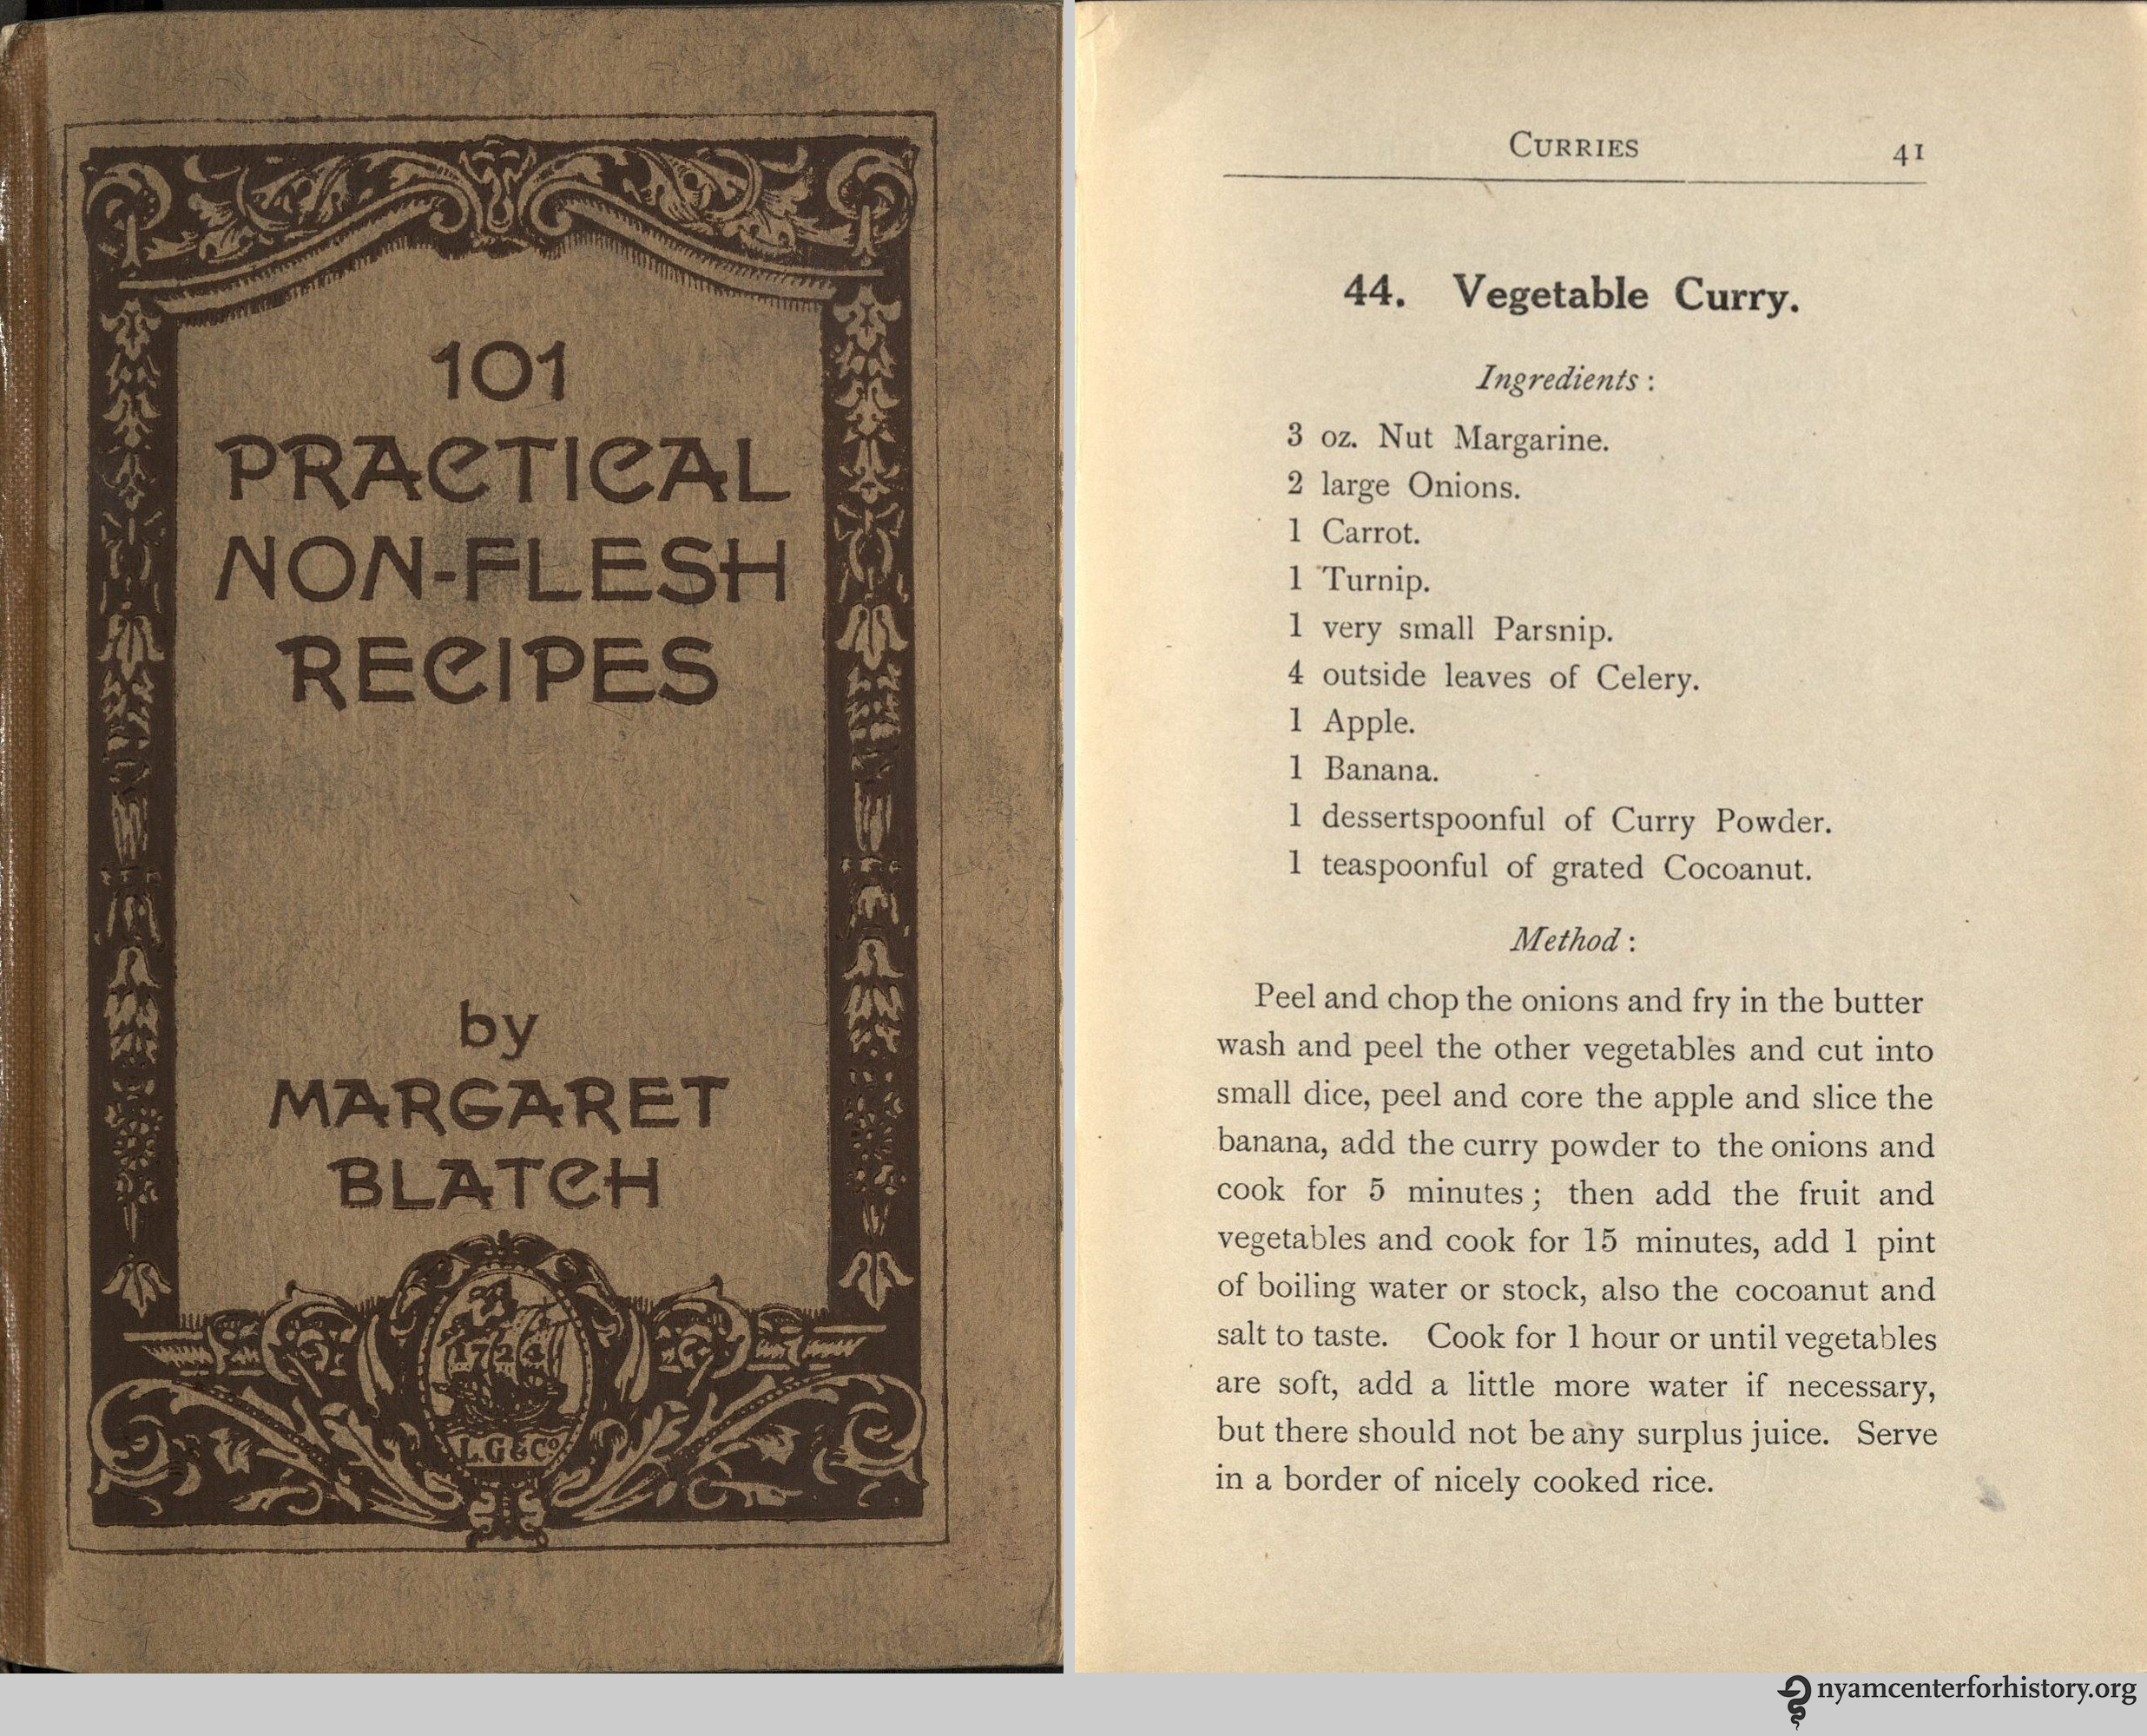 101
PRACTICAL
NON-FLESH
RECIPES
by
MARGARET
BLATCH
1724
L.G&Co
CURRIES 41
44. Vegetable Curry.
Ingredients :
3 oz. Nut Margarine.
2 large Onions.
1 Carrot.
1 Turnip.
1 very small Parsnip.
4 outside leaves of Celery.
1 Apple.
1 Banana.
1 dessertspoonful of Curry Powder.
1 teaspoonful of grated Cocoanut.
Method :
Peel and chop the onions and fry in the butter
wash and peel the other vegetables and cut into
small dice, peel and core the apple and slice the
banana, add the curry powder to the onions and
cook for 5 minutes ; then add the fruit and
vegetables and cook for 15 minutes, add 1 pint
of boiling water or stock, also the cocoanut and
salt to taste. Cook for 1 hour or until vegetables
are soft, add a little more water if necessary,
but there should not be any surplus juice. Serve
in a border of nicely cooked rice.
nyamcenterforhistory.org